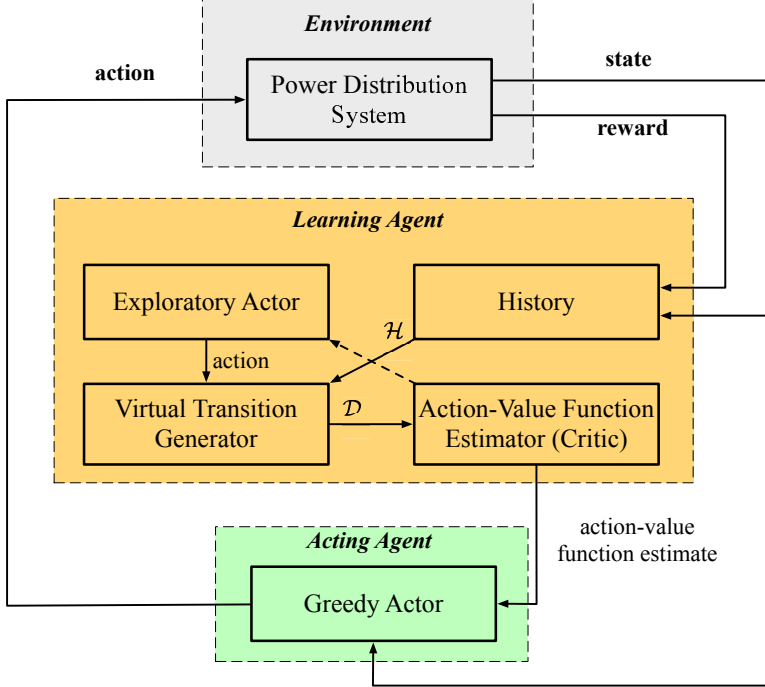 Environment
action
state
Power Distribution
System
reward
Learning Agent
Exploratory Actor
History
ℋ
action
𝒟
Virtual Transition
Generator
Action-Value Function
Estimator (Critic)
action-value
function estimate
Acting Agent
Greedy Actor